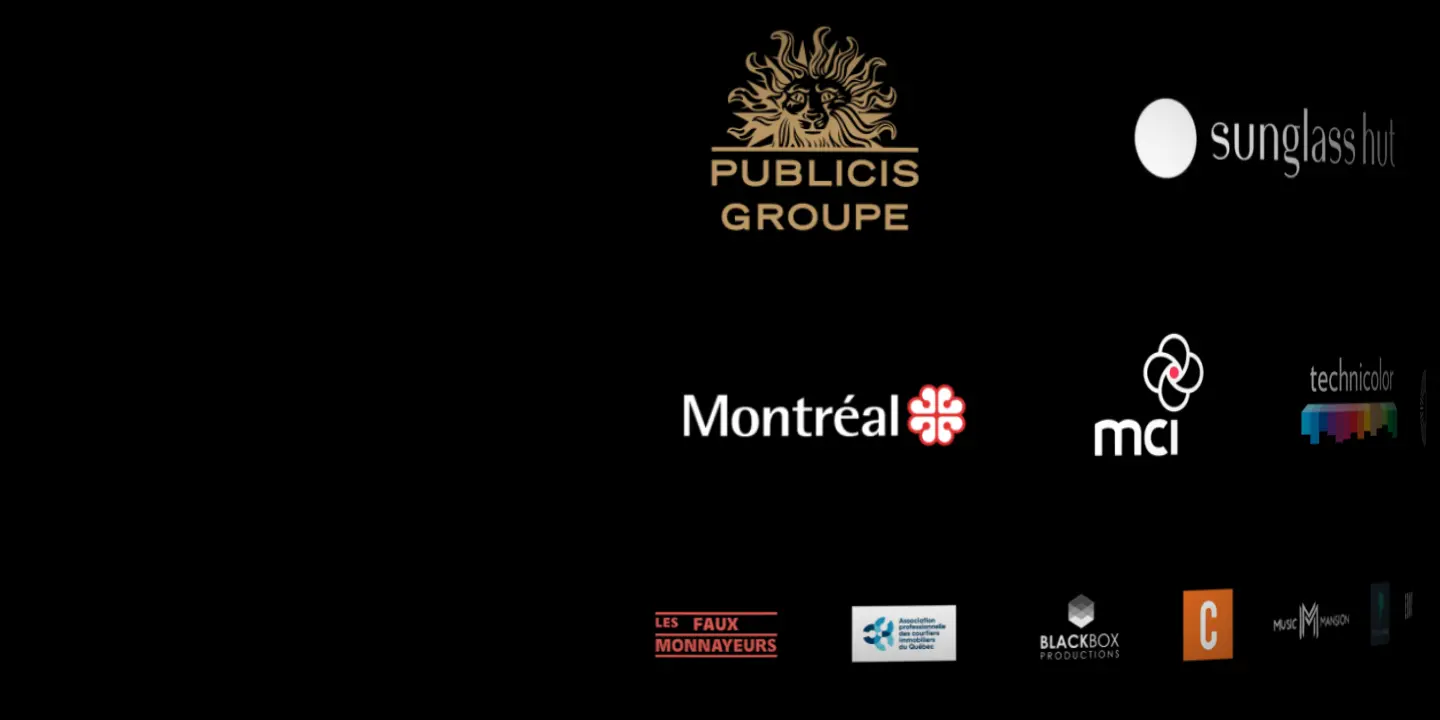 PUBLICIS
GROUPE
sunglass hut
Montréal
mci
technicolor
LES FAUX
MONNAYEURS
Association
professionnelle
des courtiers
immobiliers
du Québec
BLACKBOX
PRODUCTIONS
C
MUSIC M MANSION